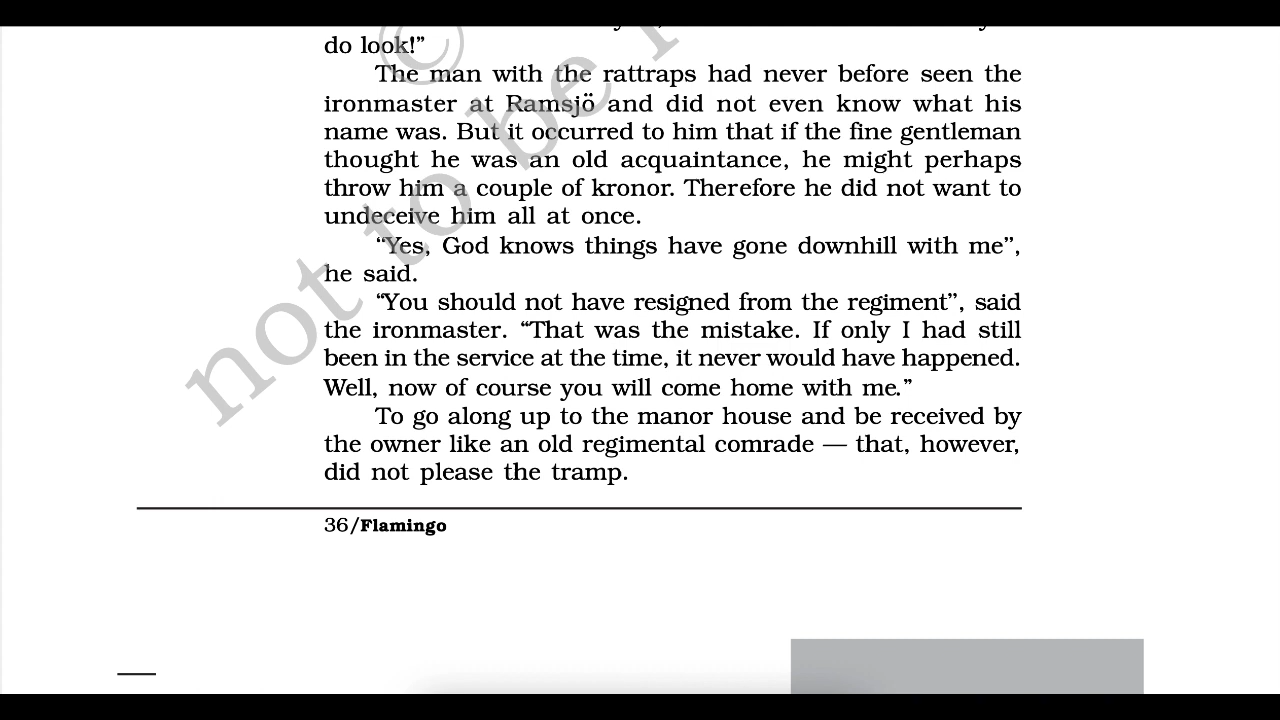 do look!”
The man with the rattraps had never before seen the
ironmaster at Ramsjö and did not even know what his
name was. But it occurred to him that if the fine gentleman
thought he was an old acquaintance, he might perhaps
throw him a couple of kronor. Therefore he did not want to
undeceive him all at once.
“Yes, God knows things have gone downhill with me”,
he said.
“You should not have resigned from the regiment”, said
the ironmaster. “That was the mistake. If only I had still
been in the service at the time, it never would have happened.
Well, now of course you will come home with me.”
To go along up to the manor house and be received by
the owner like an old regimental comrade — that, however,
did not please the tramp.
36/Flamingo
©
not to be